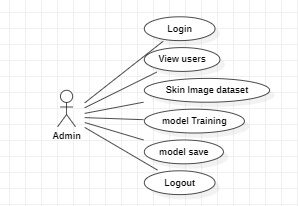 Login
View users
Skin Image dataset
model Training
Admin
model save
Logout